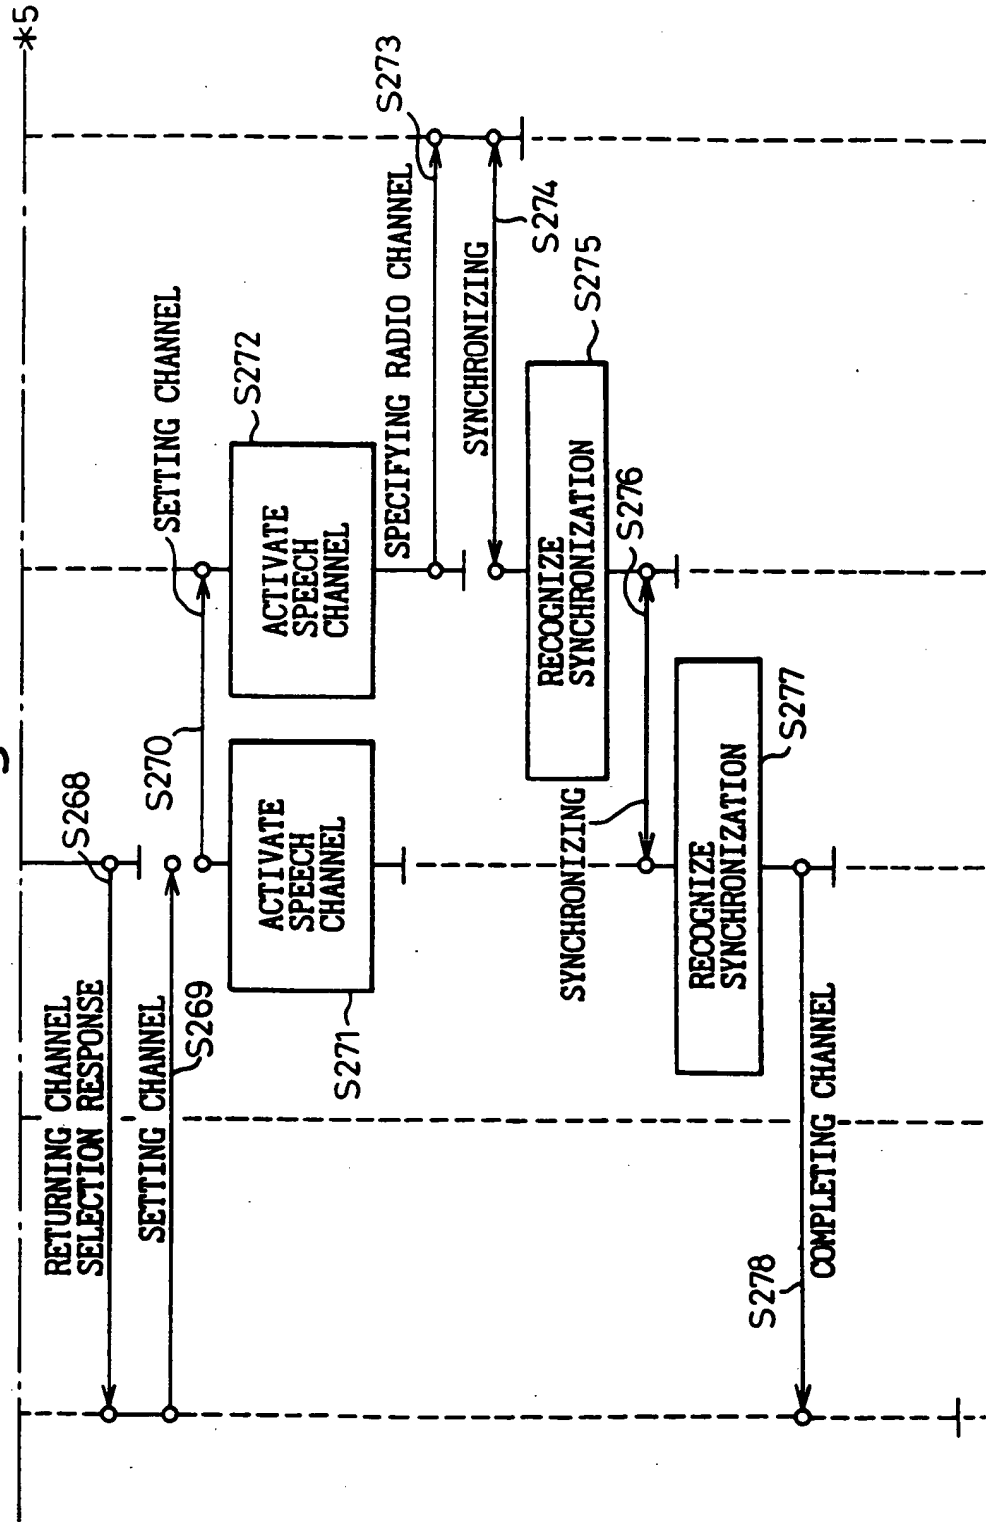 *5
S268
RETURNING CHANNEL
SELECTION RESPONSE
SETTING CHANNEL
S269
S270
SETTING CHANNEL
ACTIVATE
SPEECH
CHANNEL
S271
ACTIVATE
SPEECH
CHANNEL
S272
SPECIFYING RADIO CHANNEL
S273
SYNCHRONIZING
S274
RECOGNIZE
SYNCHRONIZATION
S275
SYNCHRONIZING
S276
RECOGNIZE
SYNCHRONIZATION
S277
S278
COMPLETING CHANNEL